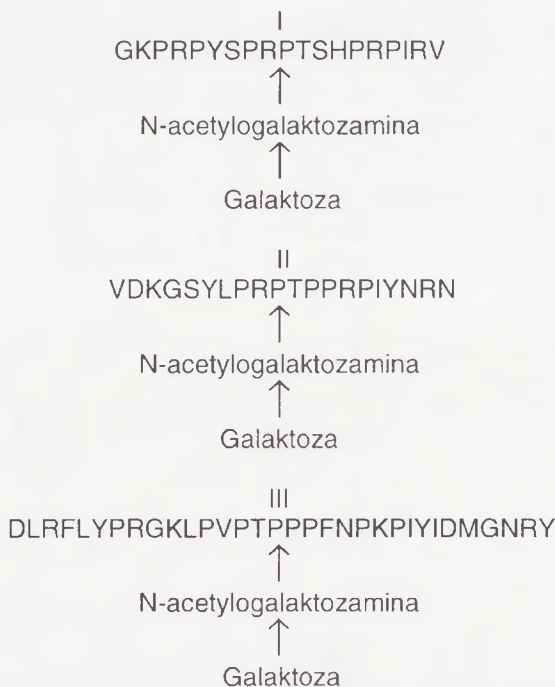 I
GKPRPYSPRPTSHPRPIRV
↑
N-acetylogalaktozamina
↑
Galaktoza
II
VDKGSYLPRPTPPRPIYNRN
↑
N-acetylogalaktozamina
↑
Galaktoza
III
DLRFLYPRGKLPVPTPPPFNPKPIYIDMGNRY
↑
N-acetylogalaktozamina
↑
Galaktoza